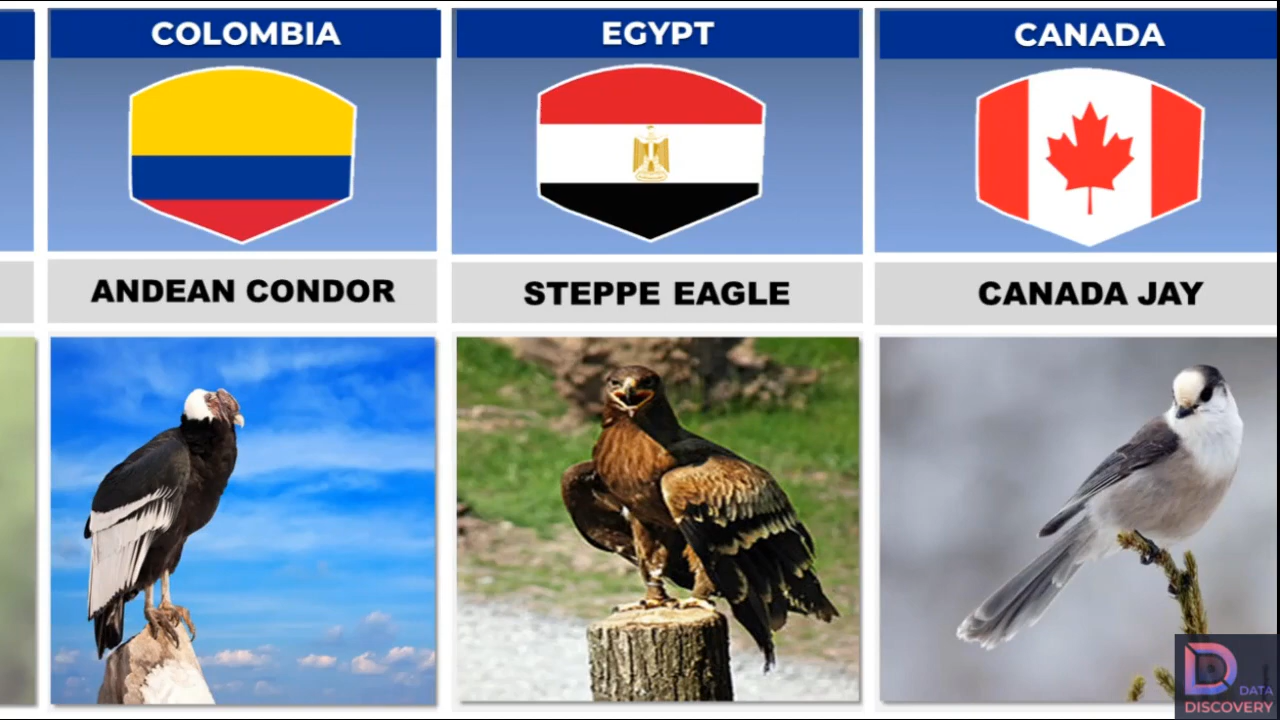 COLOMBIA
EGYPT
CANADA
ANDEAN CONDOR
STEPPE EAGLE
CANADA JAY
DATA
DISCOVERY